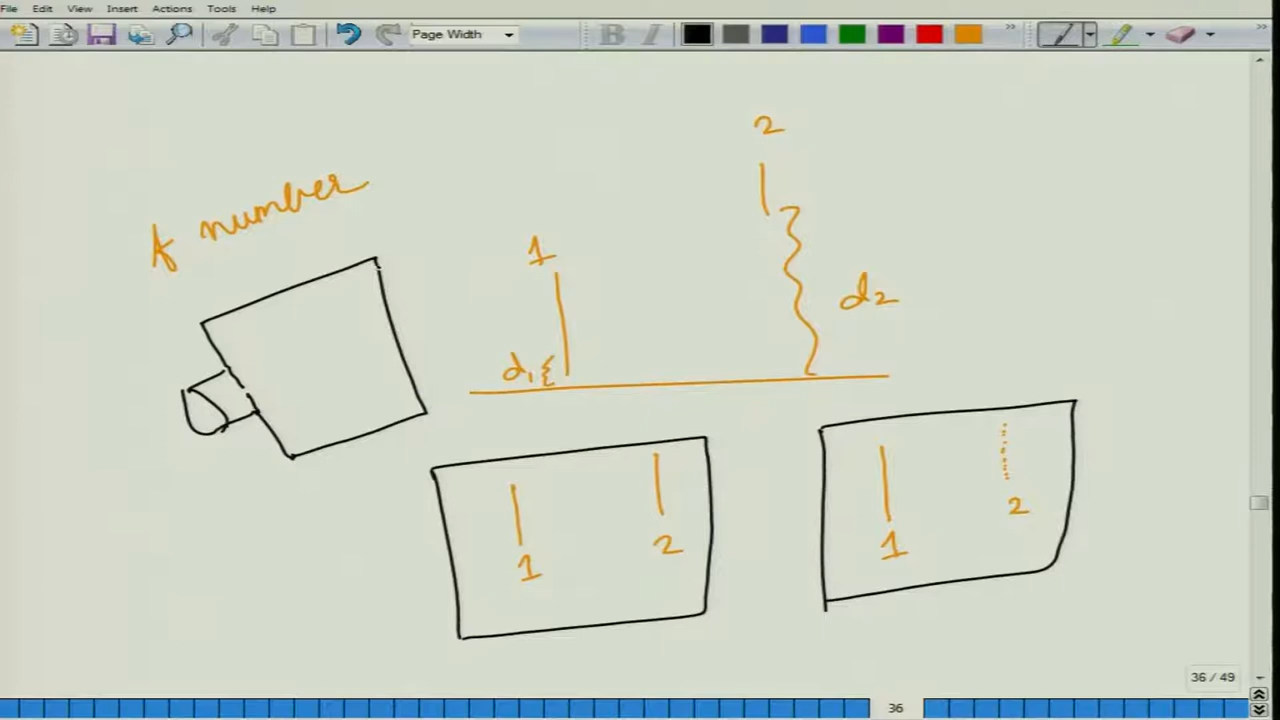 File Edit View Insert Actions Tools Help
Page Width
B I
2
f number
1
d2
d1
1
2
1
2
36 / 49
36